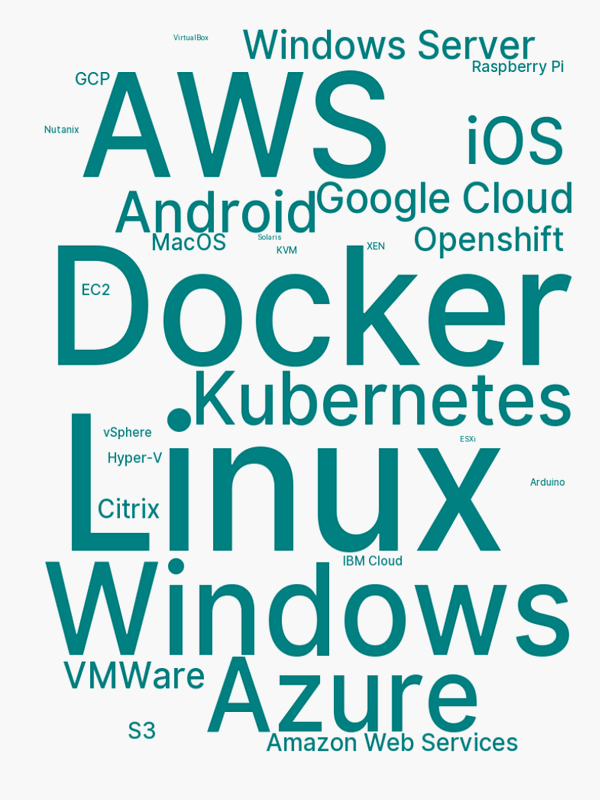 VirtualBox
Windows Server
Raspberry Pi
GCP
AWS
Nutanix
iOS
Google Cloud
Android
MacOS
Solaris
KVM
XEN
Openshift
EC2
Docker
Kubernetes
vSphere
ESXi
Hyper-V
Linux
Arduino
Citrix
IBM Cloud
Windows
VMWare
Azure
S3
Amazon Web Services